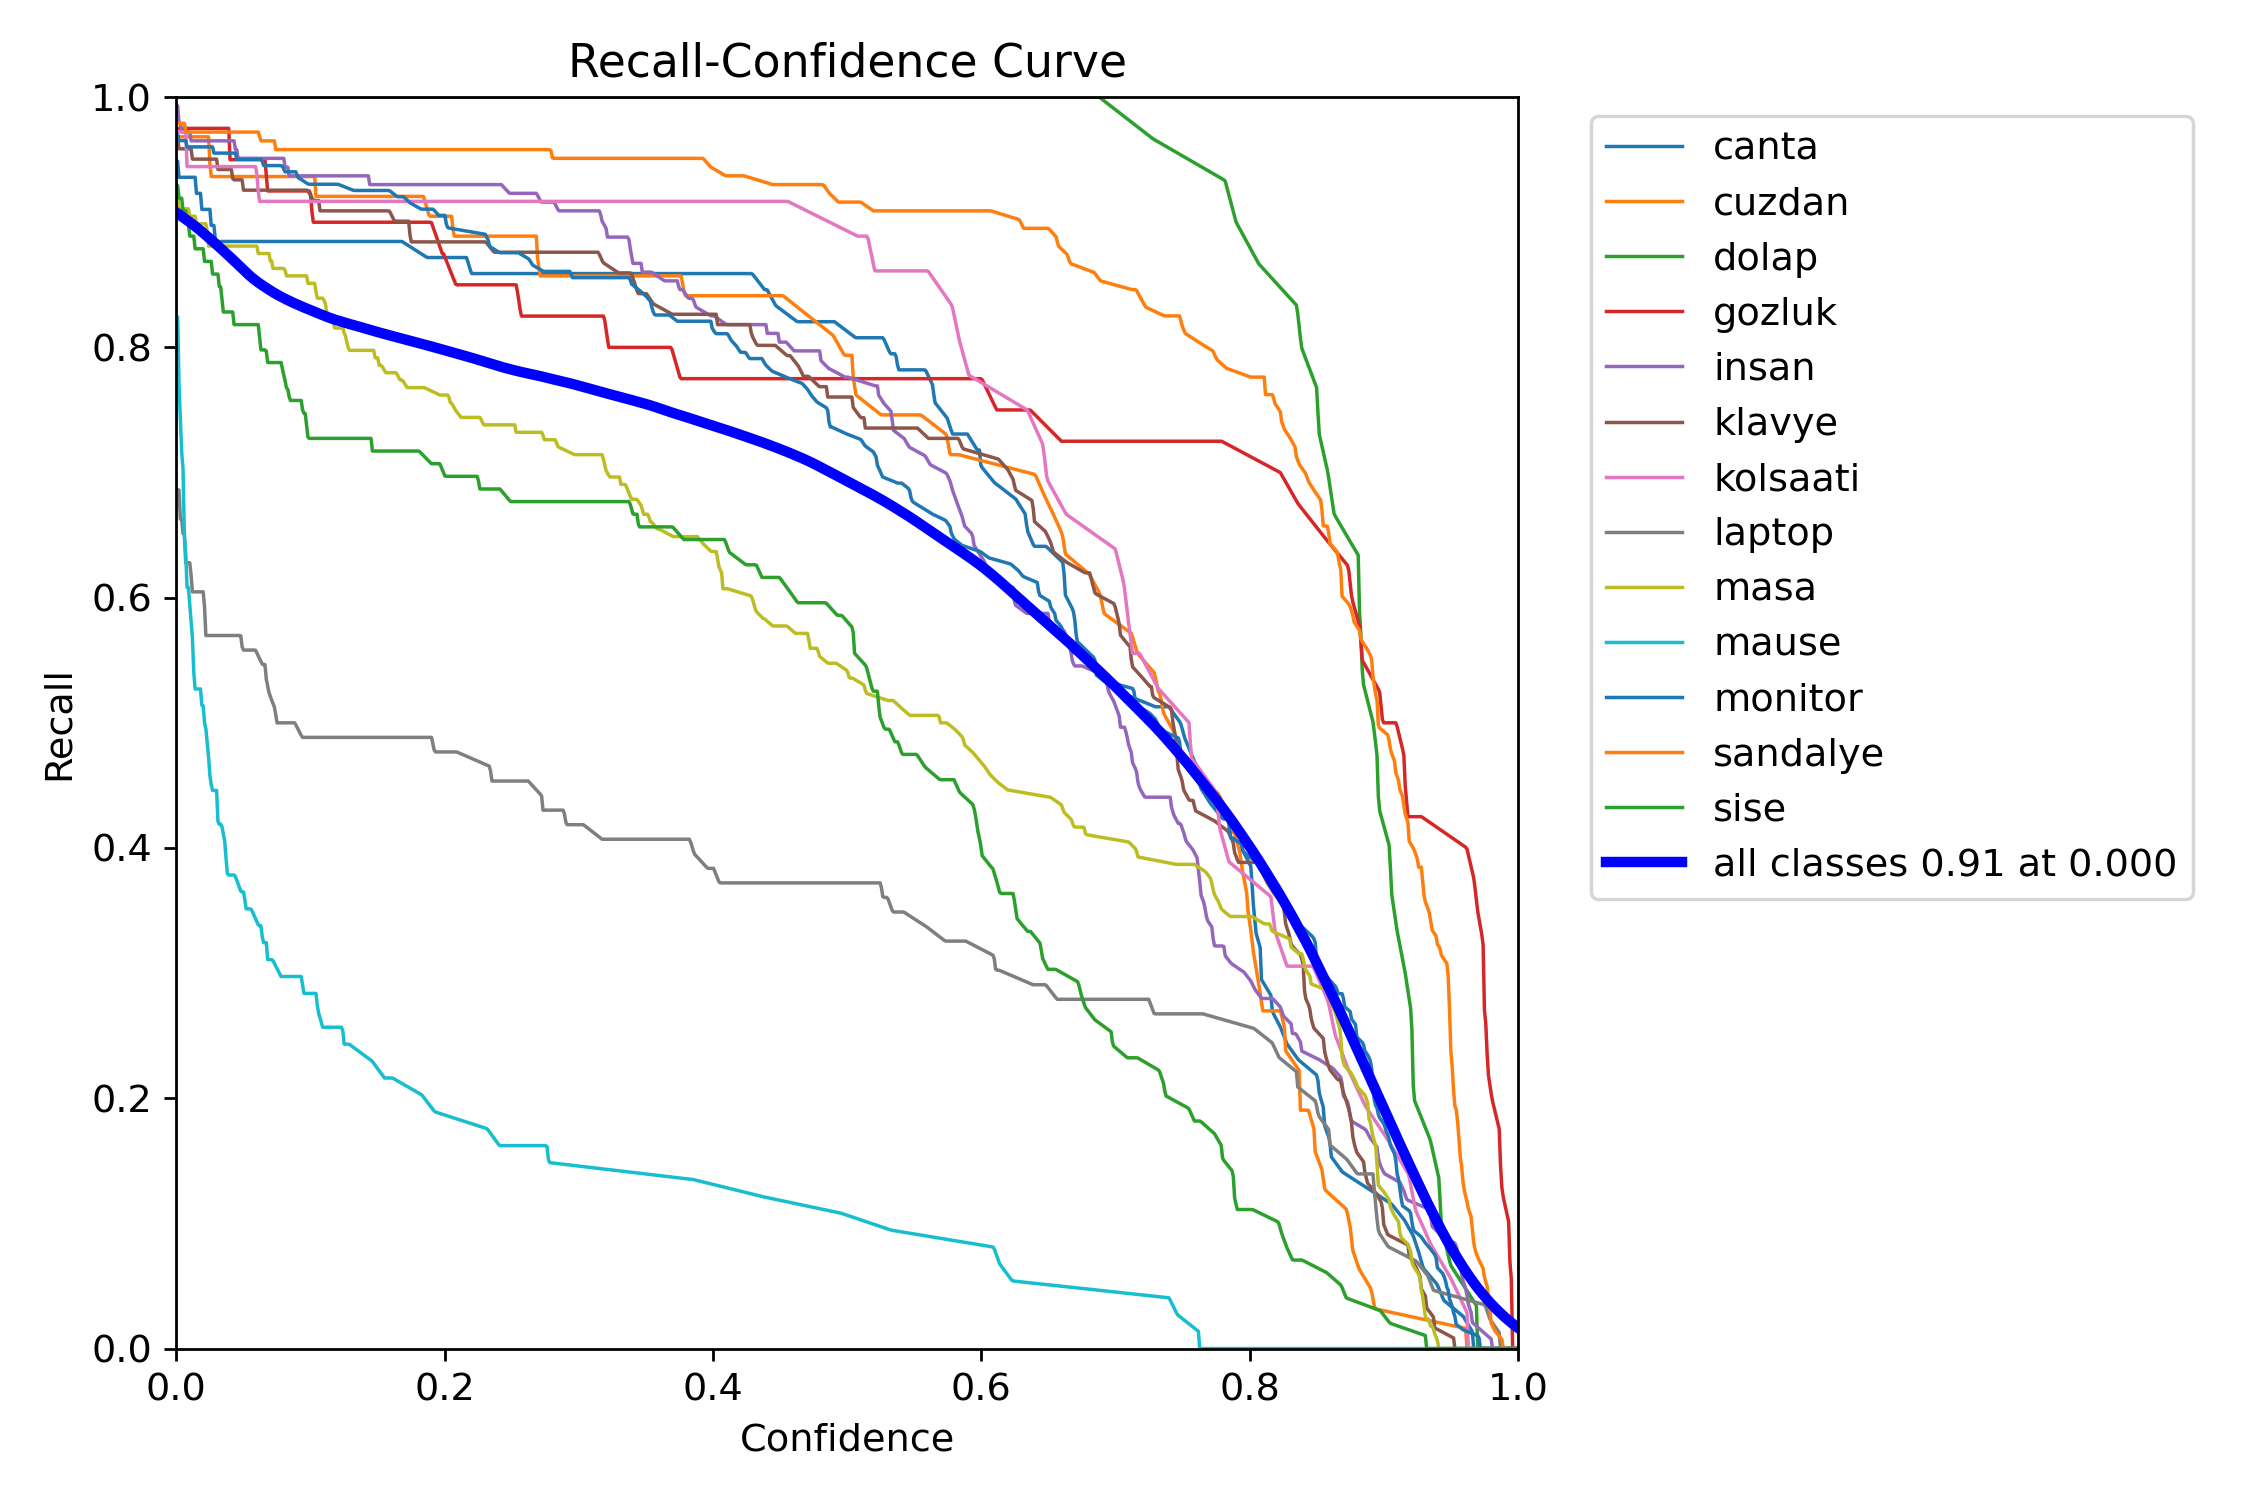 Recall-Confidence Curve
1.0
0.8
0.6
0.4
0.2
0.0
Recall
0.0 0.2 0.4 0.6 0.8 1.0
Confidence
canta
cuzdan
dolap
gozluk
insan
klavye
kolsaati
laptop
masa
mause
monitor
sandalye
sise
all classes 0.91 at 0.000